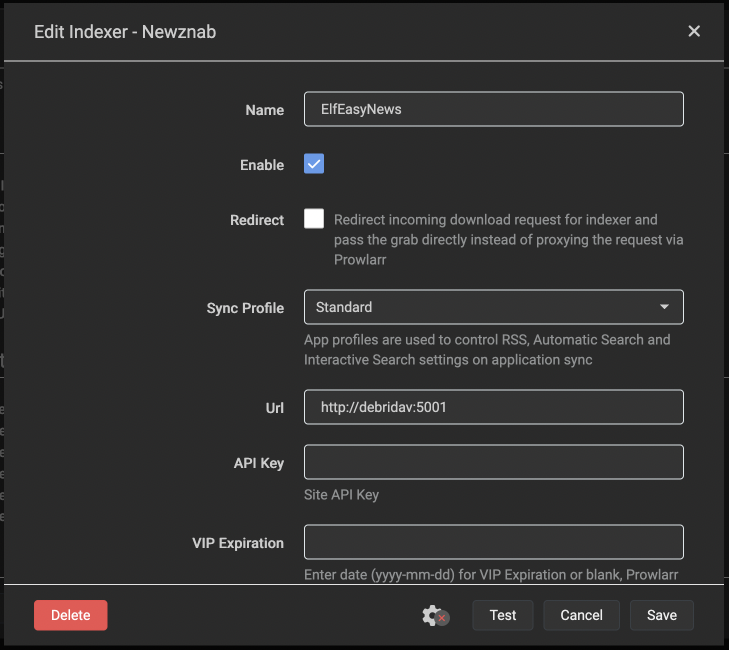 Edit Indexer - Newznab
Name
ElfEasyNews
Enable
Redirect
Redirect incoming download request for indexer and
pass the grab directly instead of proxying the request via
Prowlarr
Sync Profile
Standard
App profiles are used to control RSS, Automatic Search and
Interactive Search settings on application sync
Url
http://debridav:5001
API Key
Site API Key
VIP Expiration
Enter date (yyyy-mm-dd) for VIP Expiration or blank, Prowlarr
Delete
Test
Cancel
Save